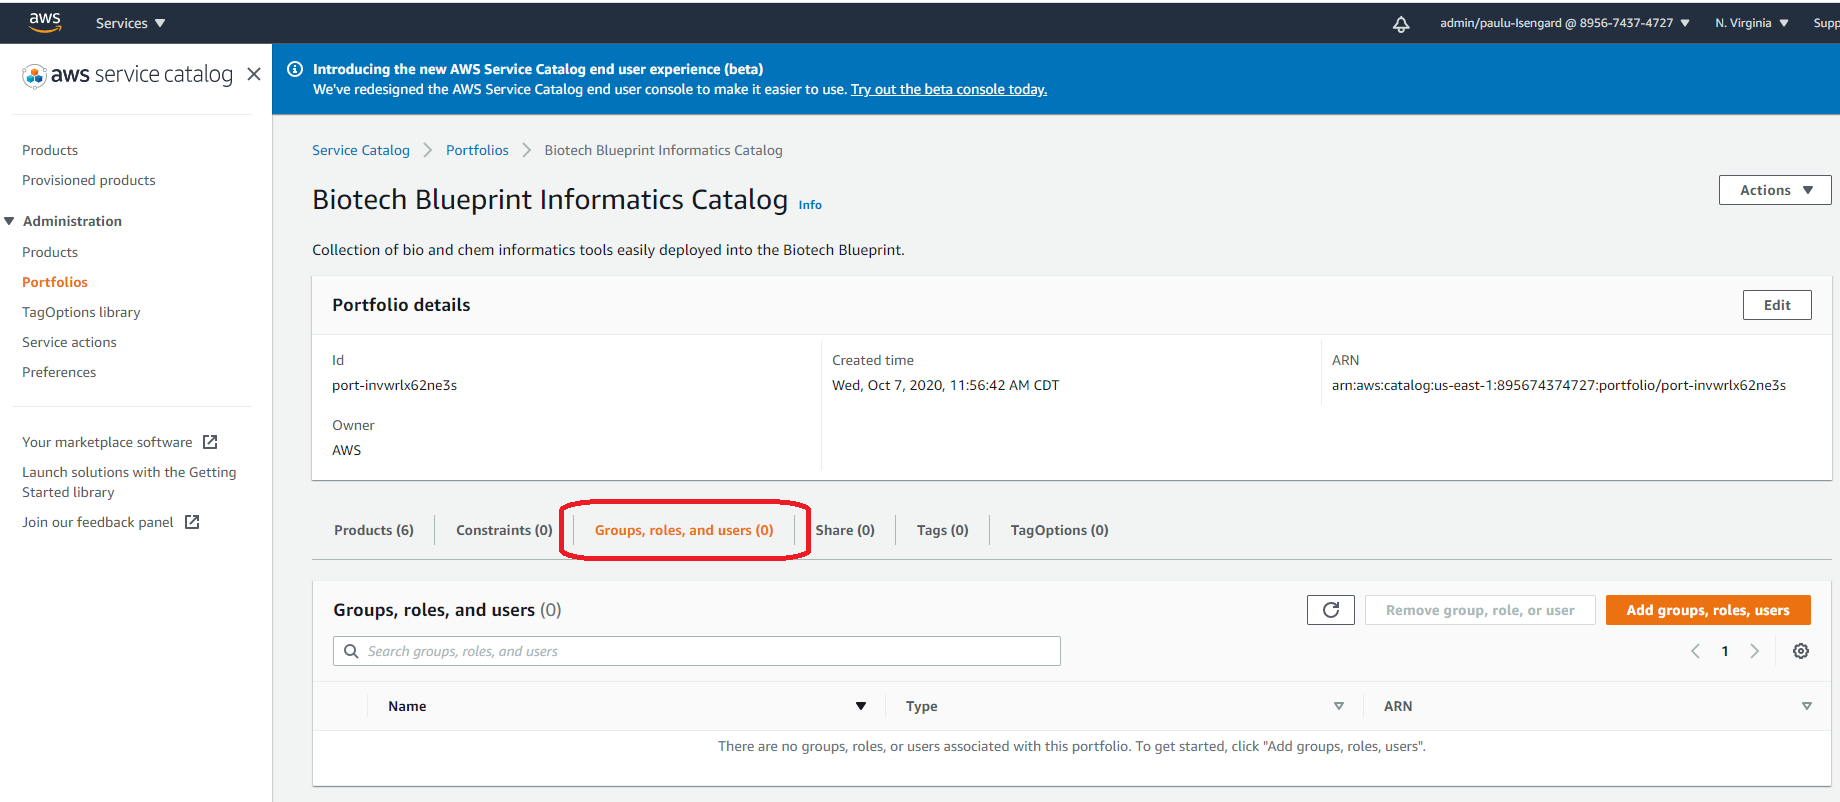 aws
Services
admin/paulu-Isengard @ 8956-7437-4727
N. Virginia
Supp
aws service catalog
Introducing the new AWS Service Catalog end user experience (beta)
We've redesigned the AWS Service Catalog end user console to make it easier to use. Try out the beta console today.
Products
Provisioned products
Administration
Products
Portfolios
TagOptions library
Service actions
Preferences
Your marketplace software
Launch solutions with the Getting
Started library
Join our feedback panel
Service Catalog
Portfolios
Biotech Blueprint Informatics Catalog
Biotech Blueprint Informatics Catalog Info
Actions
Collection of bio and chem informatics tools easily deployed into the Biotech Blueprint.
Portfolio details
Edit
Id
port-invwrlx62ne3s
Created time
Wed, Oct 7, 2020, 11:56:42 AM CDT
ARN
arn:aws:catalog:us-east-1:895674374727:portfolio/port-invwrlx62ne3s
Owner
AWS
Products (6)
Constraints (0)
Groups, roles, and users (0)
Share (0)
Tags (0)
TagOptions (0)
Groups, roles, and users (0)
Remove group, role, or user
Add groups, roles, users
Search groups, roles, and users
1
Name
Type
ARN
There are no groups, roles, or users associated with this portfolio. To get started, click "Add groups, roles, users".